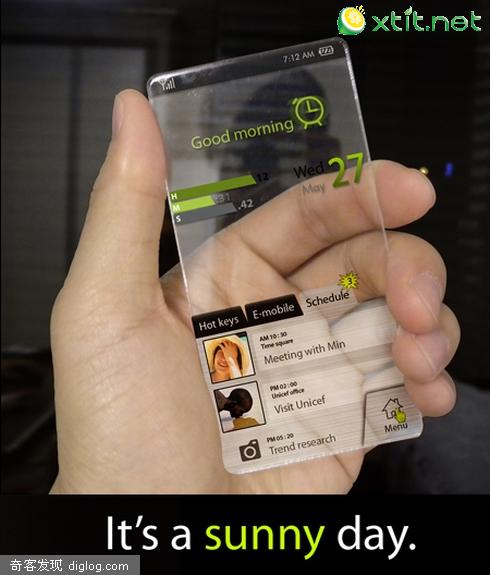 xtit.net
7:12 AM
Good morning
Wed 27
May
H 12
M .31
S .42
Hot keys E-mobile Schedule 3
AM 10 : 30
Time square
Meeting with Min
PM 02 : 00
Unicef office
Visit Unicef
PM 05 : 20
Trend research
Menu
It's a sunny day.
奇客发现 diglog.com